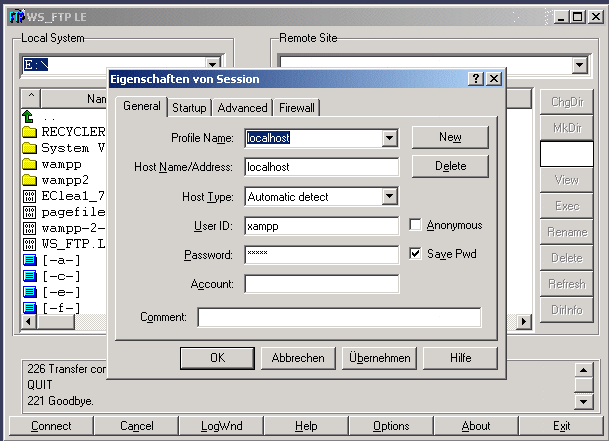 WS_FTP LE
Local System
Remote Site
E:\
Eigenschaften von Session
General Startup Advanced Firewall
Profile Name: localhost New
Host Name/Address: localhost Delete
Host Type: Automatic detect
User ID: xampp Anonymous
Password: ***** Save Pwd
Account:
Comment:
OK Abbrechen Übernehmen Hilfe
^ Nam
..
RECYCLER
System V
wampp
wampp2
EClea1_7
pagefile
wampp-2-
WS_FTP.L
[-a-]
[-c-]
[-e-]
[-f-]
ChgDir
MkDir
View
Exec
Rename
Delete
Refresh
DirInfo
226 Transfer com
QUIT
221 Goodbye.
Connect Cancel LogWnd Help Options About Exit